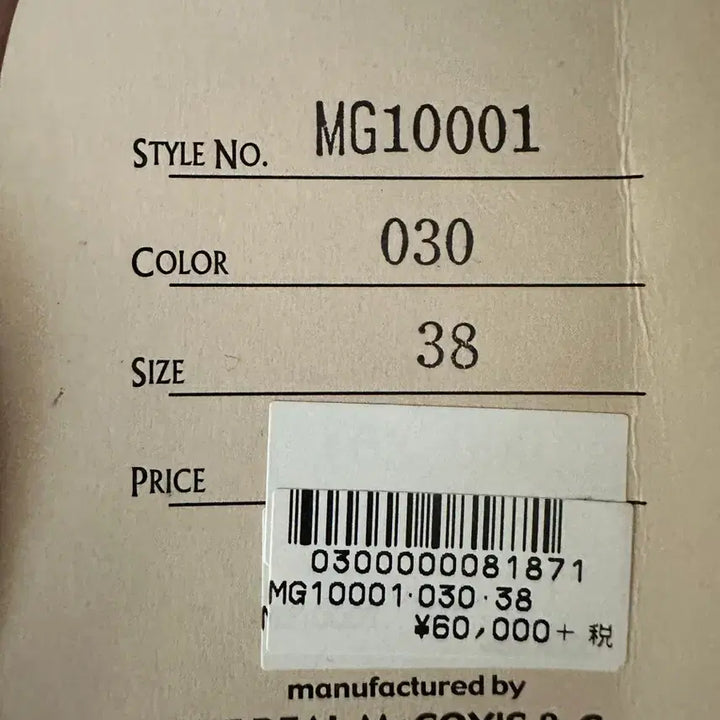 STYLE NO. MG10001
COLOR 030
SIZE 38
PRICE
0300000081871
MG10001·030·38
¥60,000+ 税
manufactured by